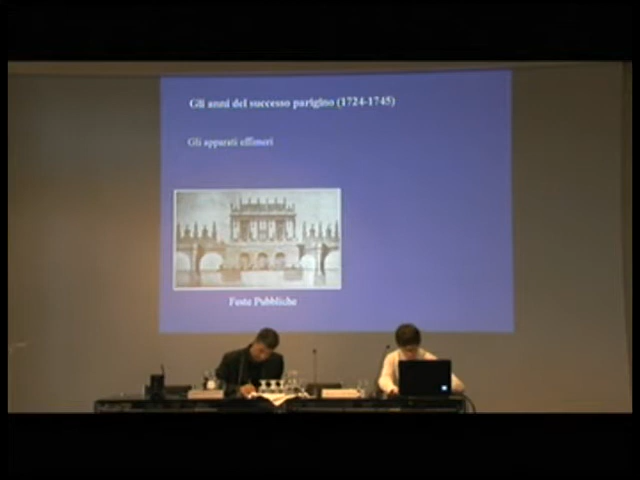 Gli anni del successo parigino (1724-1745)
Gli apparati effimeri
Feste Pubbliche